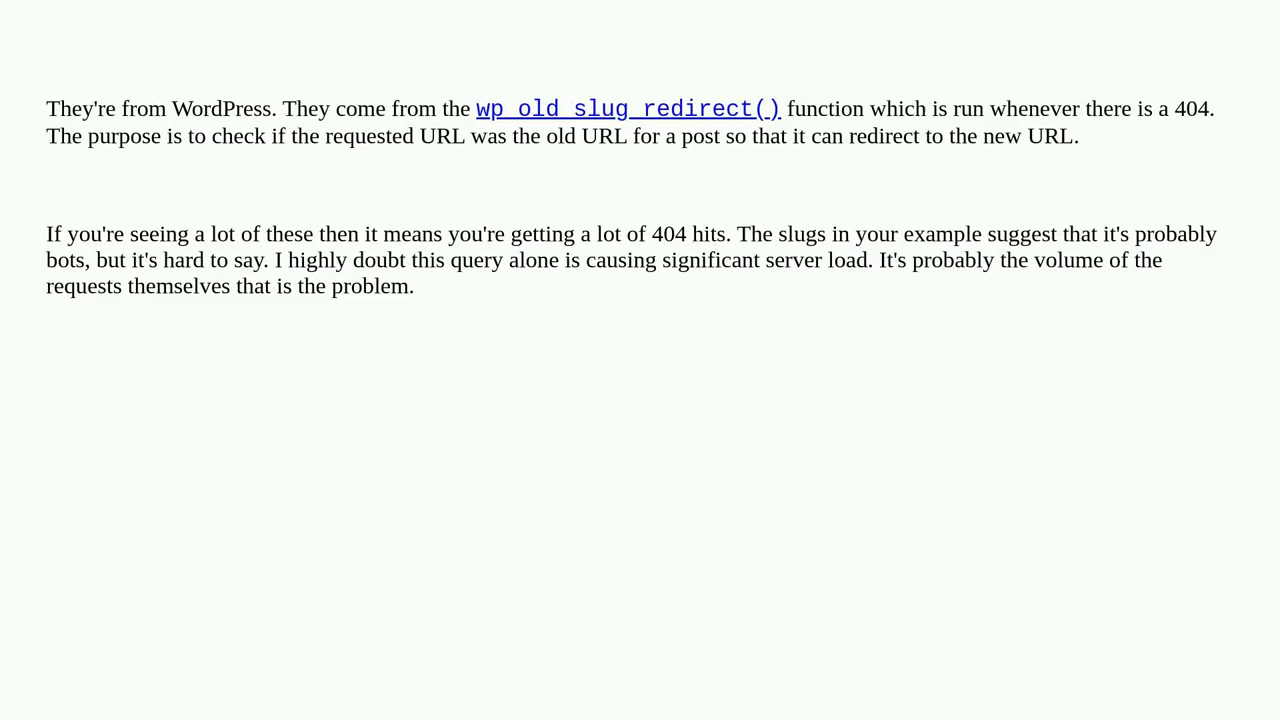 They're from WordPress. They come from the wp_old_slug_redirect() function which is run whenever there is a 404.
The purpose is to check if the requested URL was the old URL for a post so that it can redirect to the new URL.
If you're seeing a lot of these then it means you're getting a lot of 404 hits. The slugs in your example suggest that it's probably
bots, but it's hard to say. I highly doubt this query alone is causing significant server load. It's probably the volume of the
requests themselves that is the problem.